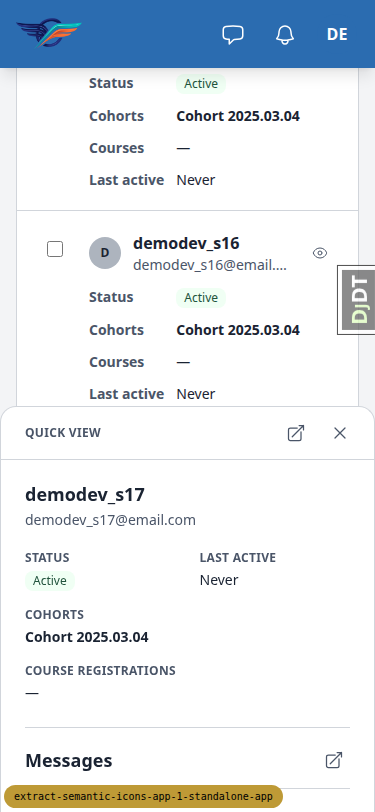 DE
Status Active
Cohorts Cohort 2025.03.04
Courses —
Last active Never
D demodev_s16
demodev_s16@email....
Status Active
Cohorts Cohort 2025.03.04
Courses —
Last active Never
DjDT
QUICK VIEW
demodev_s17
demodev_s17@email.com
STATUS LAST ACTIVE
Active Never
COHORTS
Cohort 2025.03.04
COURSE REGISTRATIONS
—
Messages
extract-semantic-icons-app-1-standalone-app